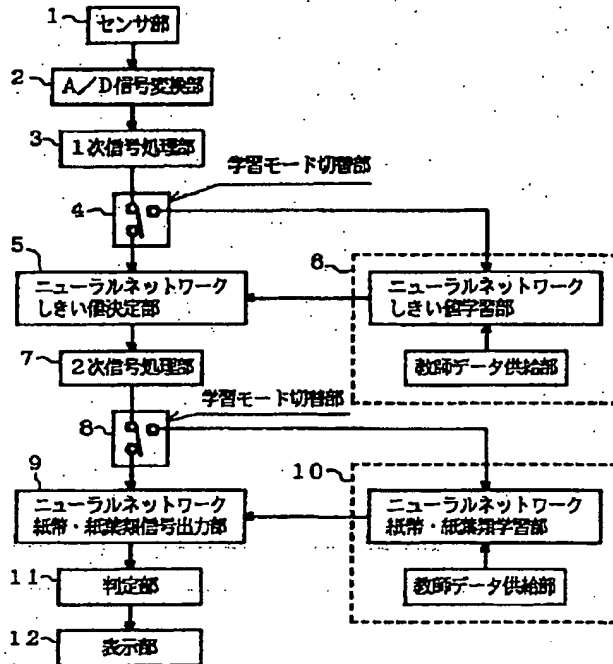 1
センサ部
2
A/D信号変換部
3
1次信号処理部
学習モード切替部
4
5
ニューラルネットワーク
しきい値決定部
6
ニューラルネットワーク
しきい値学習部
教師データ供給部
7
2次信号処理部
学習モード切替部
8
9
ニューラルネットワーク
紙幣・紙葉類信号出力部
10
ニューラルネットワーク
紙幣・紙葉類学習部
教師データ供給部
11
判定部
12
表示部